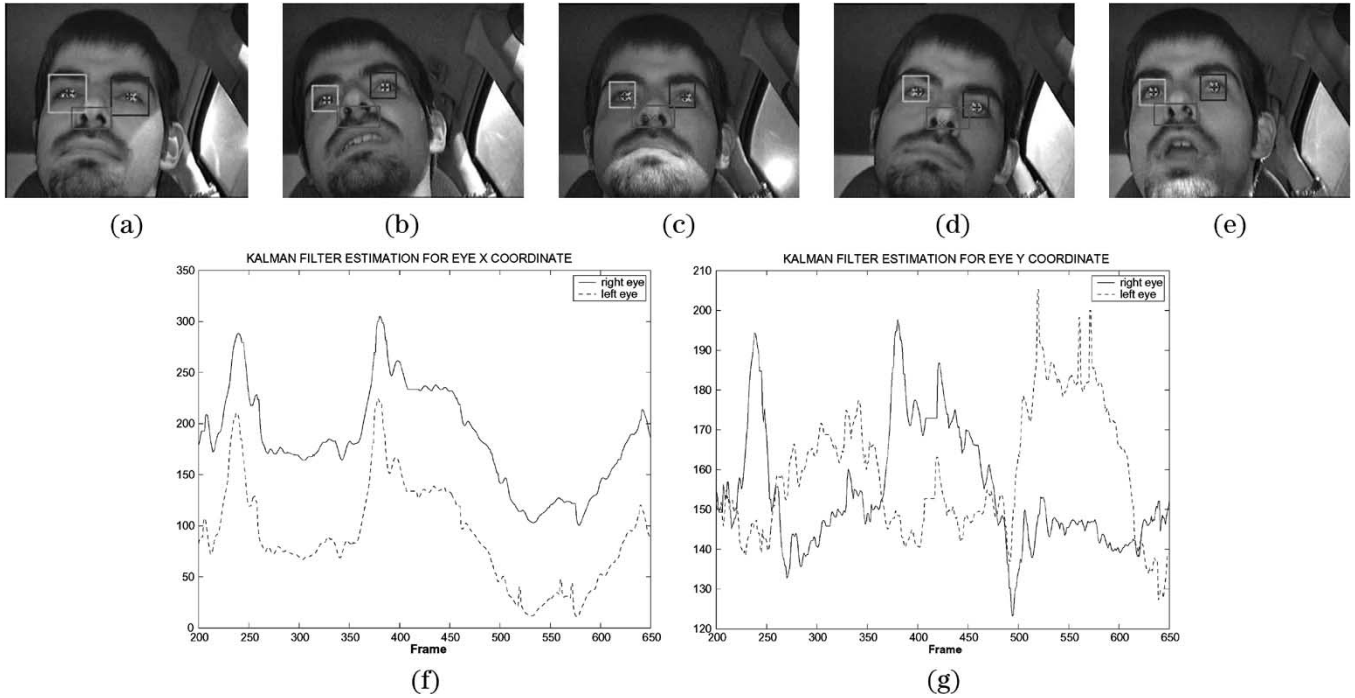 (a)
(b)
(c)
(d)
(e)
KALMAN FILTER ESTIMATION FOR EYE X COORDINATE
350
300
250
200
150
100
50
0
right eye
left eye
200 250 300 350 400 450 500 550 600 650
Frame
(f)
KALMAN FILTER ESTIMATION FOR EYE Y COORDINATE
210
200
190
180
170
160
150
140
130
120
right eye
left eye
200 250 300 350 400 450 500 550 600 650
Frame
(g)